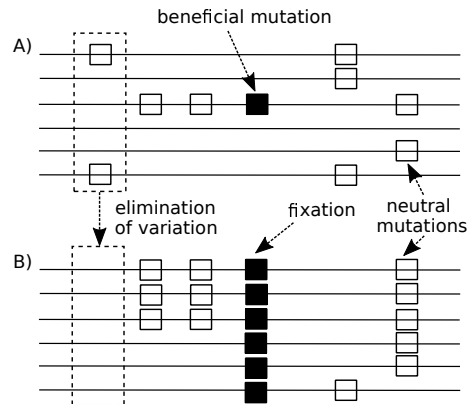 beneficial mutation
A)
elimination
of variation
fixation
neutral
mutations
B)